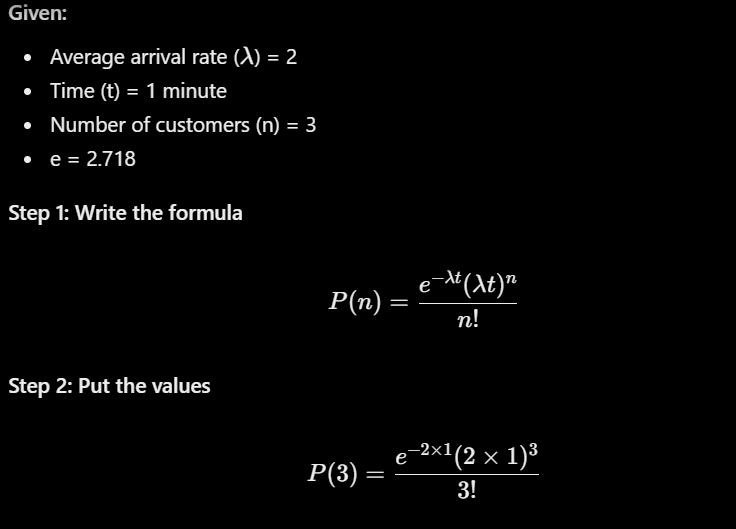 Given:
• Average arrival rate (λ) = 2
• Time (t) = 1 minute
• Number of customers (n) = 3
• e = 2.718
Step 1: Write the formula
P(n) = e^{-λt}(λt)^n / n!
Step 2: Put the values
P(3) = e^{-2×1}(2 × 1)^3 / 3!